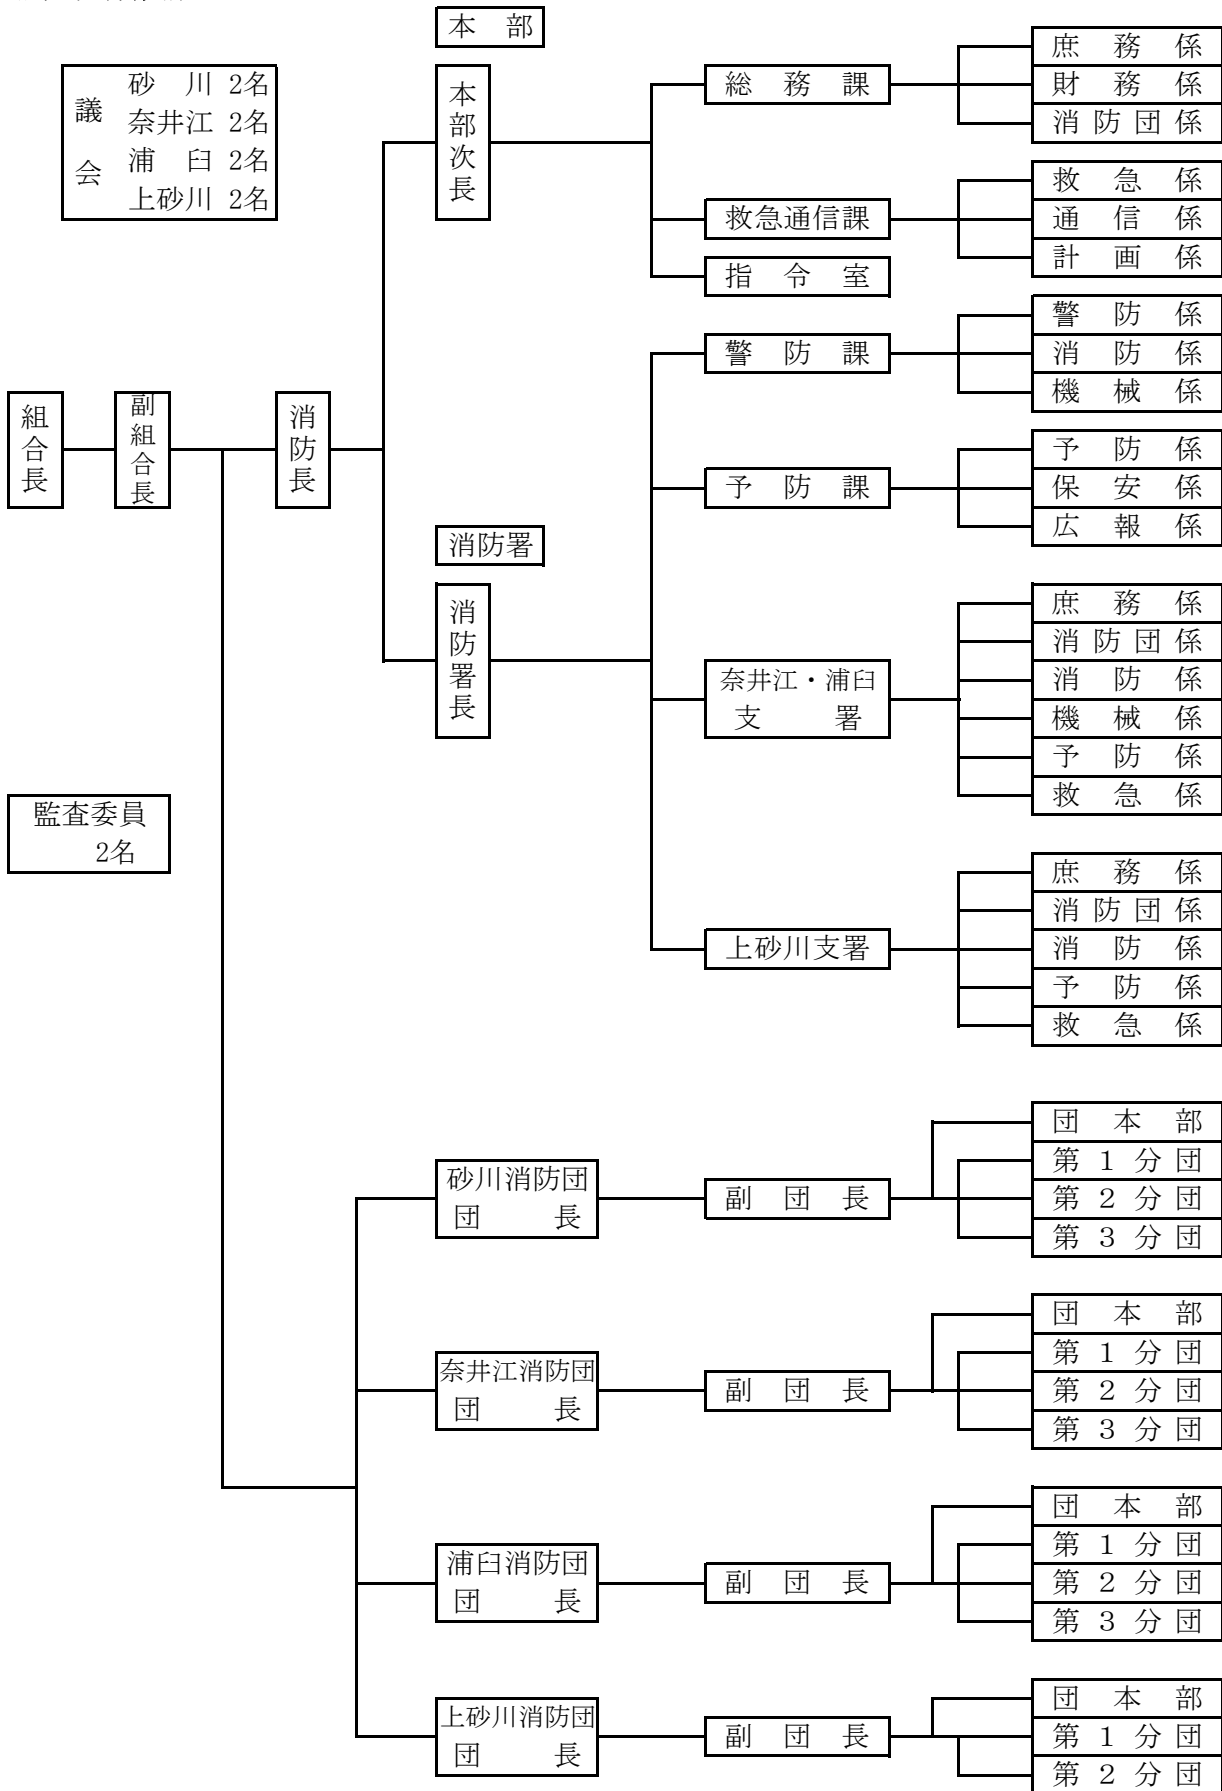 本部
議会
砂川 2名
奈井江 2名
浦臼 2名
上砂川 2名
本部次長
総務課
庶務係
財務係
消防団係
救急通信課
救急係
通信係
計画係
指令室
組合長
副組合長
消防長
警防課
警防係
消防係
機械係
予防課
予防係
保安係
広報係
消防署
消防署長
奈井江・浦臼
支署
庶務係
消防団係
消防係
機械係
予防係
救急係
監査委員
2名
上砂川支署
庶務係
消防団係
消防係
予防係
救急係
砂川消防団
団長
副団長
団本部
第1分団
第2分団
第3分団
奈井江消防団
団長
副団長
団本部
第1分団
第2分団
第3分団
浦臼消防団
団長
副団長
団本部
第1分団
第2分団
第3分団
上砂川消防団
団長
副団長
団本部
第1分団
第2分団